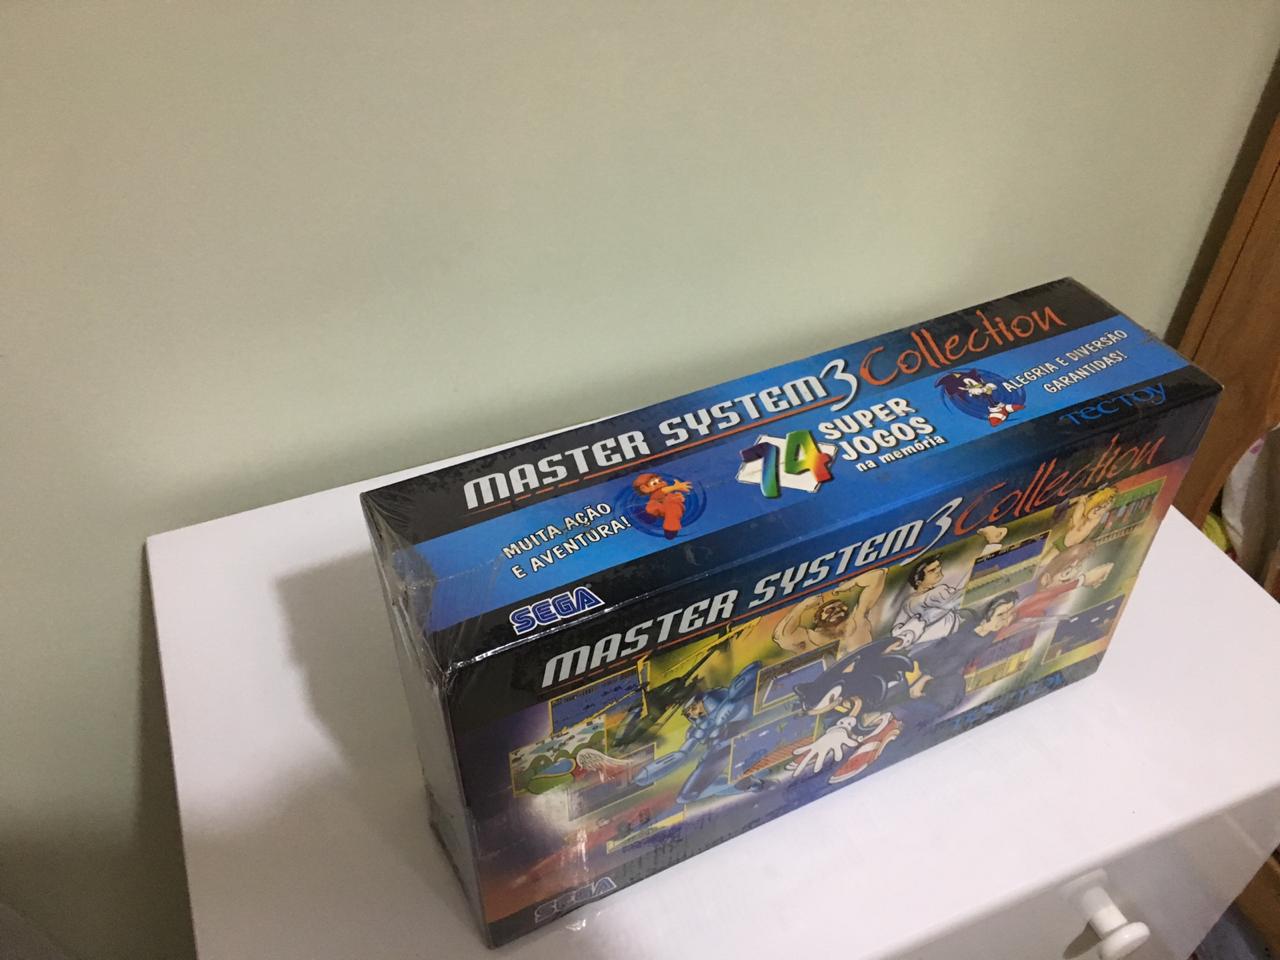 MASTER SYSTEM 3 Collection
MUITA AÇÃO
E AVENTURA!
74 SUPER
JOGOS
na memória
ALEGRIA E DIVERSÃO
GARANTIDAS!
SEGA
TECTOY
MASTER SYSTEM 3 Collection
SEGA